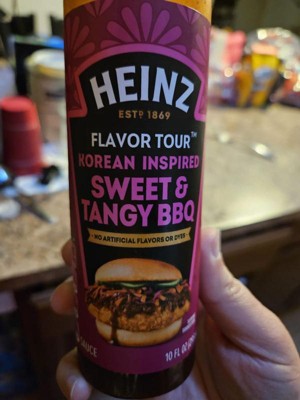 HEINZ
ESTD 1869
FLAVOR TOUR™
KOREAN INSPIRED
SWEET &
TANGY BBQ
NO ARTIFICIAL FLAVORS OR DYES
SAUCE
10 FL OZ